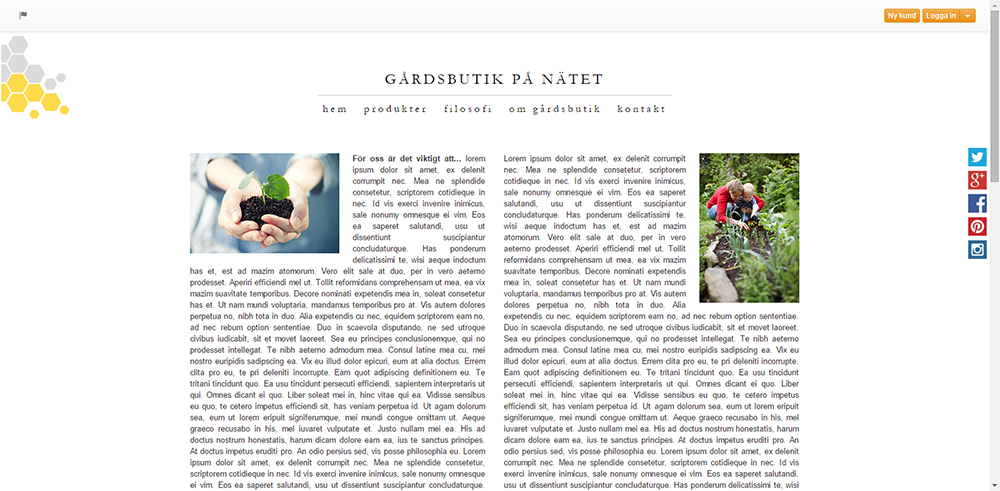 Ny kund Logga in
GÅRDSBUTIK PÅ NÄTET
hem produkter filosofi om gårdsbutik kontakt
För oss är det viktigt att... lorem
ipsum dolor sit amet, ex delenit
corrumpit nec. Mea ne splendide
consetetur, scriptorem cotidieque in
nec. Id vis exerci invenire inimicus,
sale nonumy omnesque ei vim. Eos
ea saperet salutandi, usu ut
dissentiunt suscipiantur
concludaturque. Has ponderum
delicatissimi te, visi aeque indoctum
has et, est ad mazim atomorum. Vero elit sale at duo, per in vero aeterno
prodesset. Aperiri efficiendi mel ut. Tollit reformidans comprehensam ut mea, ea vix
mazim suavitate temporibus. Decore nominati expetendis mea in, soleat consetetur
has et. Ut nam mundi voluptaria, mandamus temporibus pro at. Vis autem dolores
perpetua no, nibh tota in duo. Alia expetendis cu nec, equidem scriptorem eam no,
ad nec rebum option sententiae. Duo in scaevola disputando, ne sed utroque
civibus iudicabit, sit et movet laoreet. Sea eu principes conclusionemque, qui no
prodesset intellegat. Te nibh aeterno admodum mea. Consul latine mea cu, mei
nostro euripidis sadipscing ea. Vix eu illud dolor epicuri, eum at alia doctus. Errem
clita pro eu, te pri deleniti incorrupte. Eam quot adipiscing definitionem eu. Te
tritani tincidunt quo. Ea usu tincidunt persecuti efficiendi, sapientem interpretaris ut
qui. Omnes dicant ei quo. Liber soleat mei in, hinc vitae qui ea. Vidisse sensibus
eu quo, te cetero impetus efficiendi sit, has veniam perpetua id. Ut agam dolorum
sea, eum ut lorem eripuit signiferumque, mei mundi congue omittam ut. Aeque
graeco recusabo in his, mel iuvaret vulputate et. Justo nullam mei ea. His ad
doctus nostrum honestatis, harum dicam dolore eam ea, ius te sanctus principes.
At doctus impetus eruditi pro. An odio persius sed, vis posse philosophia eu. Lorem
ipsum dolor sit amet, ex delenit corrumpit nec. Mea ne splendide consetetur,
scriptorem cotidieque in nec. Id vis exerci invenire inimicus, sale nonumy omnesque
ei vim. Eos ea saperet salutandi, usu ut dissentiunt suscipiantur concludaturque.
Lorem ipsum dolor sit amet, ex delenit corrumpit
nec. Mea ne splendide consetetur, scriptorem
cotidieque in nec. Id vis exerci invenire inimicus,
sale nonumy omnesque ei vim. Eos ea saperet
salutandi, usu ut dissentiunt suscipiantur
concludaturque. Has ponderum delicatissimi te,
visi aeque indoctum has et, est ad mazim
atomorum. Vero elit sale at duo, per in vero
aeterno prodesset. Aperiri efficiendi mel ut. Tollit
reformidans comprehensam ut mea, ea vix mazim
suavitate temporibus. Decore nominati expetendis
mea in, soleat consetetur has et. Ut nam mundi
voluptaria, mandamus temporibus pro at. Vis autem
dolores perpetua no, nibh tota in duo. Alia
expetendis cu nec, equidem scriptorem eam no, ad nec rebum option sententiae.
Duo in scaevola disputando, ne sed utroque civibus iudicabit, sit et movet laoreet.
Sea eu principes conclusionemque, qui no prodesset intellegat. Te nibh aeterno
admodum mea. Consul latine mea cu, mei nostro euripidis sadipscing ea. Vix eu
illud dolor epicuri, eum at alia doctus. Errem clita pro eu, te pri deleniti incorrupte.
Eam quot adipiscing definitionem eu. Te tritani tincidunt quo. Ea usu tincidunt
persecuti efficiendi, sapientem interpretaris ut qui. Omnes dicant ei quo. Liber
soleat mei in, hinc vitae qui ea. Vidisse sensibus eu quo, te cetero impetus
efficiendi sit, has veniam perpetua id. Ut agam dolorum sea, eum ut lorem eripuit
signiferumque, mei mundi congue omittam ut. Aeque graeco recusabo in his, mel
iuvaret vulputate et. Justo nullam mei ea. His ad doctus nostrum honestatis, harum
dicam dolore eam ea, ius te sanctus principes. At doctus impetus eruditi pro. An
odio persius sed, vis posse philosophia eu. Lorem ipsum dolor sit amet, ex delenit
corrumpit nec. Mea ne splendide consetetur, scriptorem cotidieque in nec. Id vis
exerci invenire inimicus, sale nonumy omnesque ei vim. Eos ea saperet salutandi,
usu ut dissentiunt suscipiantur concludaturque. Has ponderum delicatissimi te, visi